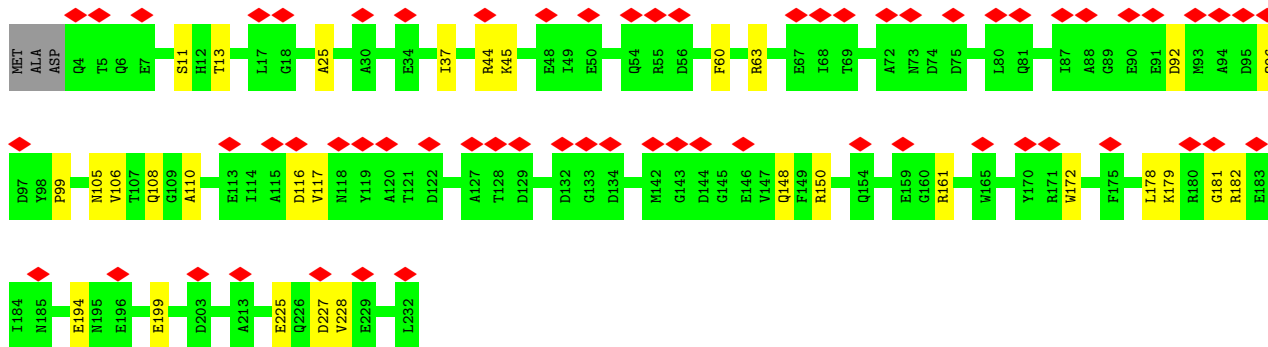 MET ALA ASP Q4 T5 Q6 E7 S11 H12 T13 L17 G18 A25 A30 E34 I37 R44 K45 E48 I49 E50 Q54 R55 D56 F60 R63 E67 I68 T69 A72 N73 D74 D75 L80 Q81 I87 A88 G89 E90 E91 D92 M93 A94 D95
D97 Y98 P99 N105 V106 T107 Q108 G109 A110 E113 I114 A115 D116 V117 N118 Y119 A120 T121 D122 A127 T128 D129 D132 G133 D134 M142 G143 D144 G145 E146 V147 Q148 F149 R150 Q154 E159 G160 R161 W165 Y170 R171 W172 F175 L178 K179 R180 G181 R182 E183
I184 N185 E194 N195 E196 E199 D203 A213 E225 Q226 D227 V228 E229 L232